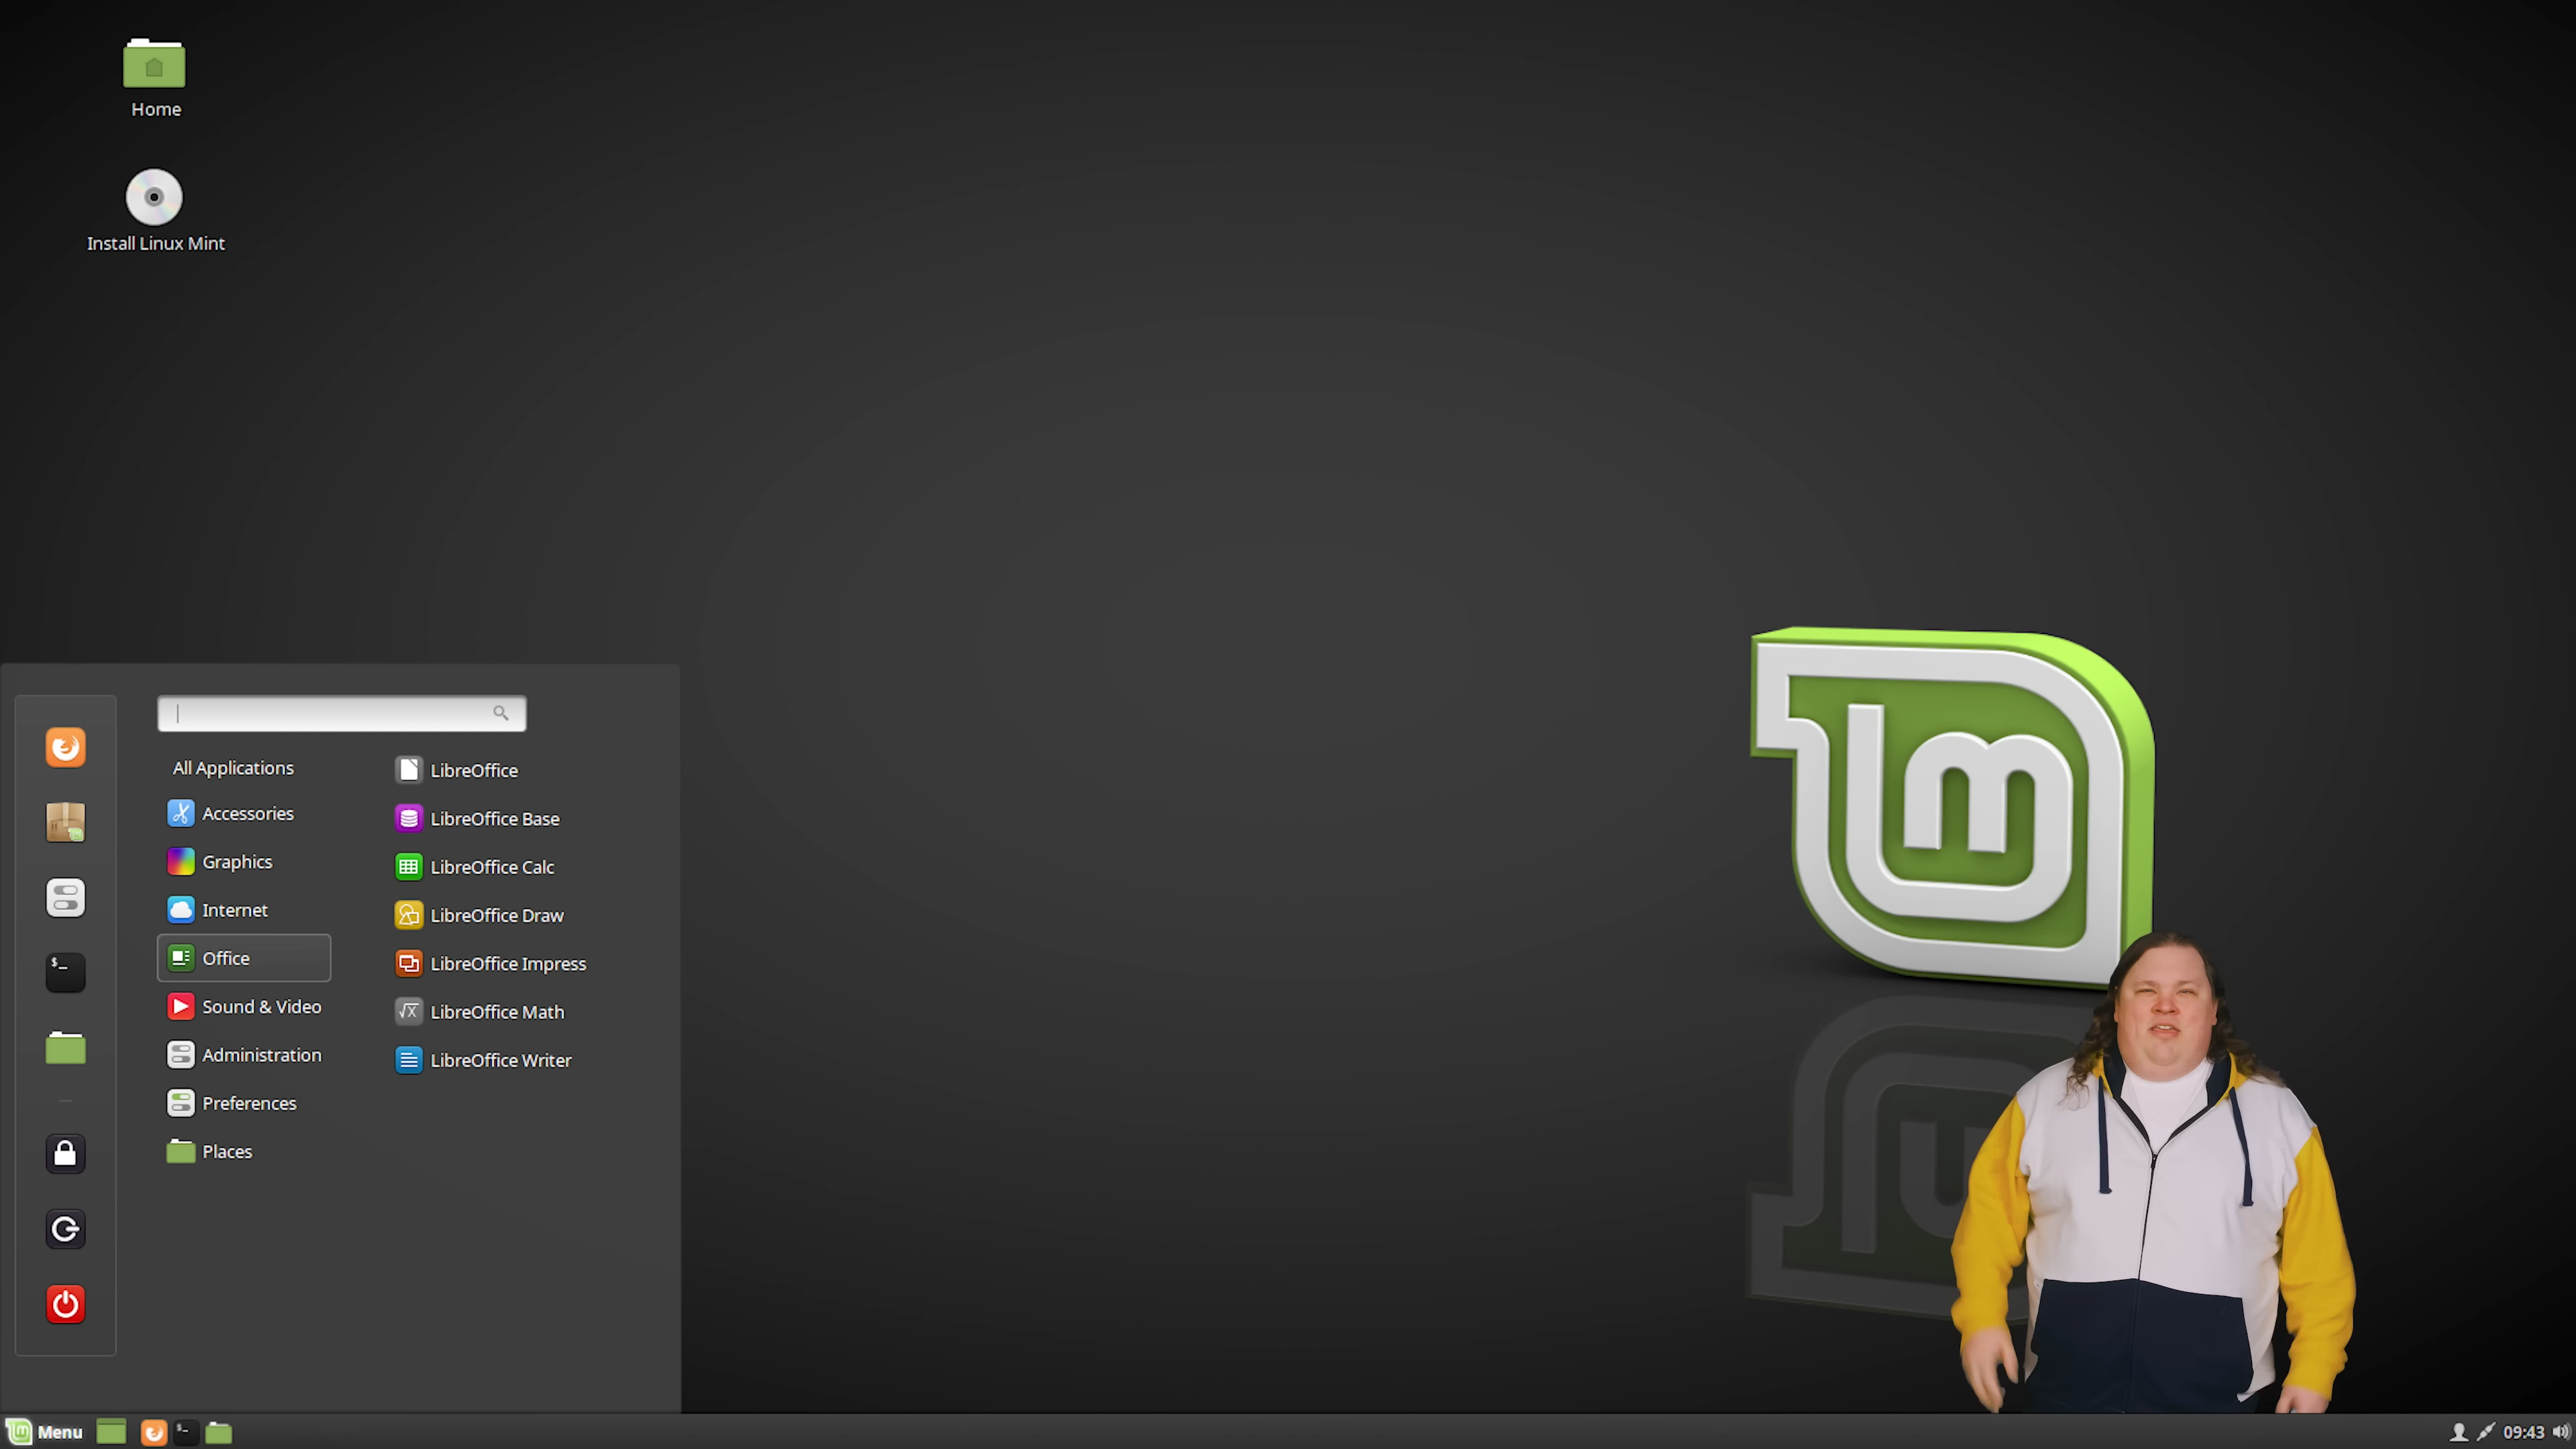 Home
Install Linux Mint
All Applications
Accessories
Graphics
Internet
Office
Sound & Video
Administration
Preferences
Places
LibreOffice
LibreOffice Base
LibreOffice Calc
LibreOffice Draw
LibreOffice Impress
LibreOffice Math
LibreOffice Writer
$_
lm
Menu
$_
09:43